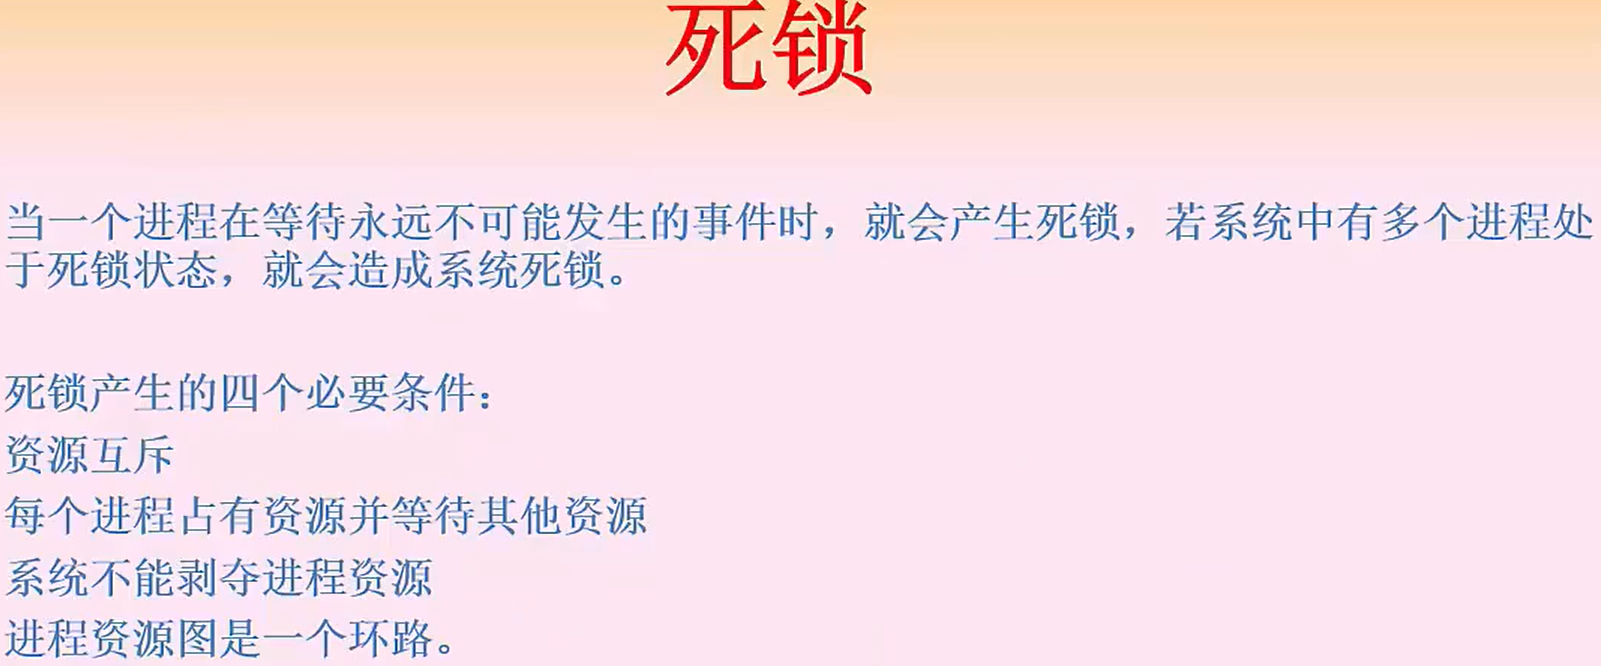 死锁
当一个进程在等待永远不可能发生的事件时，就会产生死锁，若系统中有多个进程处
于死锁状态，就会造成系统死锁。
死锁产生的四个必要条件：
资源互斥
每个进程占有资源并等待其他资源
系统不能剥夺进程资源
进程资源图是一个环路。